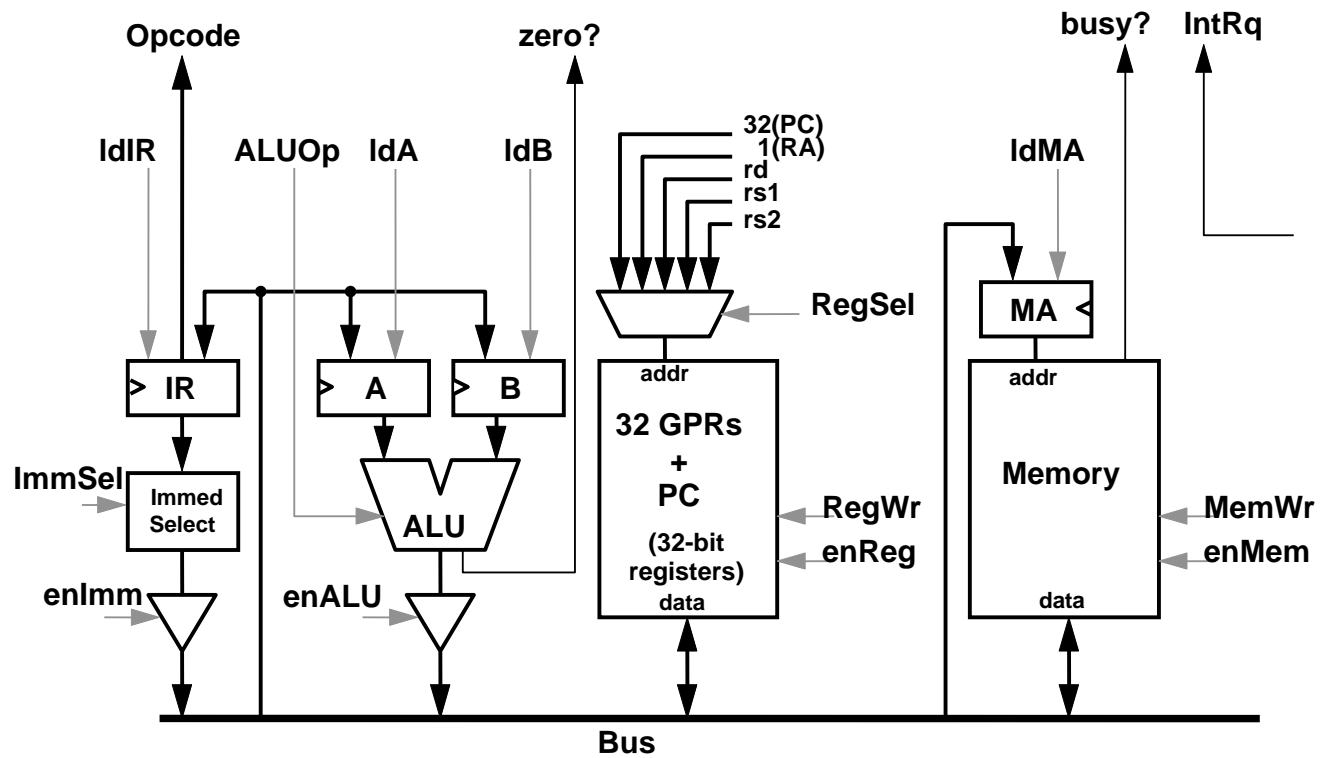 Opcode
zero?
busy?
IntRq
ldIR
ALUOp
ldA
ldB
32(PC)
1(RA)
rd
rs1
rs2
ldMA
RegSel
MA
IR
A
B
addr
addr
32 GPRs
+
PC
(32-bit
registers)
data
Memory
data
ImmSel
Immed
Select
ALU
RegWr
enReg
MemWr
enMem
enImm
enALU
Bus